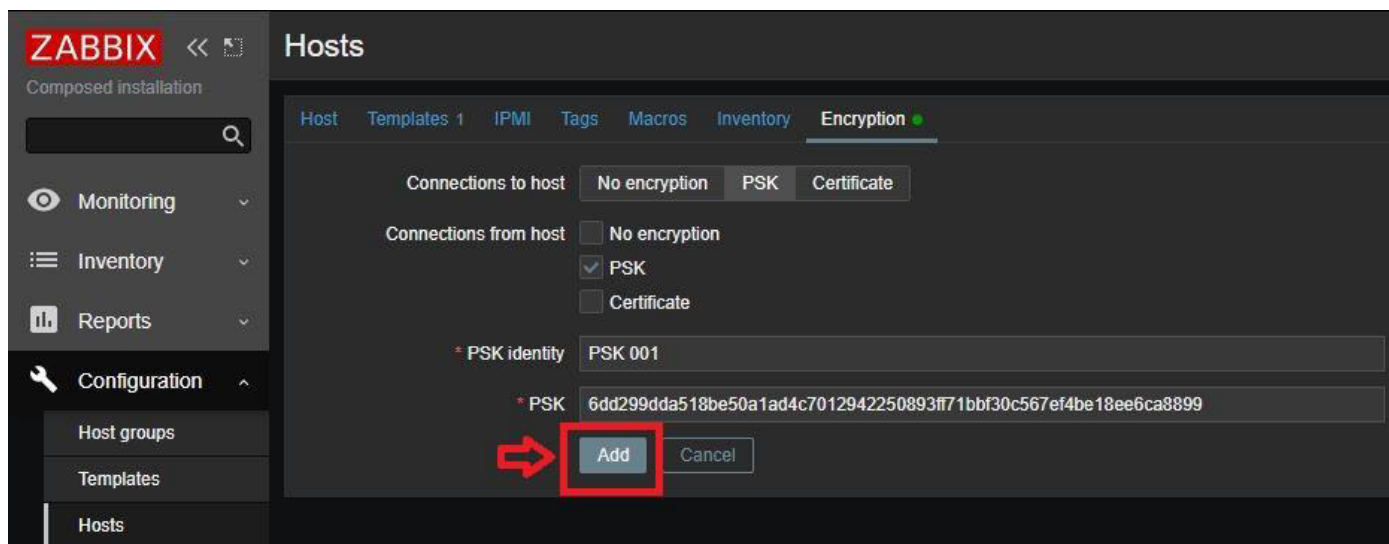 ZABBIX
Composed installation
Monitoring
Inventory
Reports
Configuration
Host groups
Templates
Hosts
Hosts
Host Templates 1 IPMI Tags Macros Inventory Encryption
Connections to host No encryption PSK Certificate
Connections from host No encryption
PSK
Certificate
* PSK identity PSK 001
* PSK 6dd299dda518be50a1ad4c7012942250893ff71bbf30c567ef4be18ee6ca8899
Add Cancel